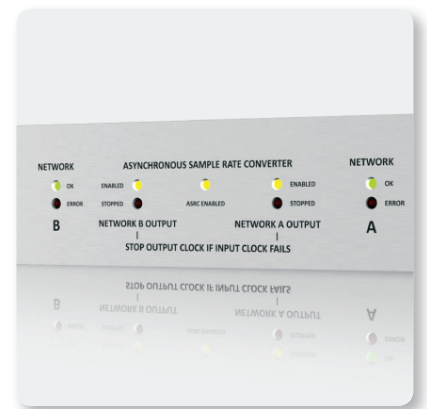 NETWORK ASYNCHRONOUS SAMPLE RATE CONVERTER NETWORK
OK ENABLED ENABLED OK
ERROR STOPPED ASRC ENABLED STOPPED ERROR
B NETWORK B OUTPUT NETWORK A OUTPUT A
STOP OUTPUT CLOCK IF INPUT CLOCK FAILS